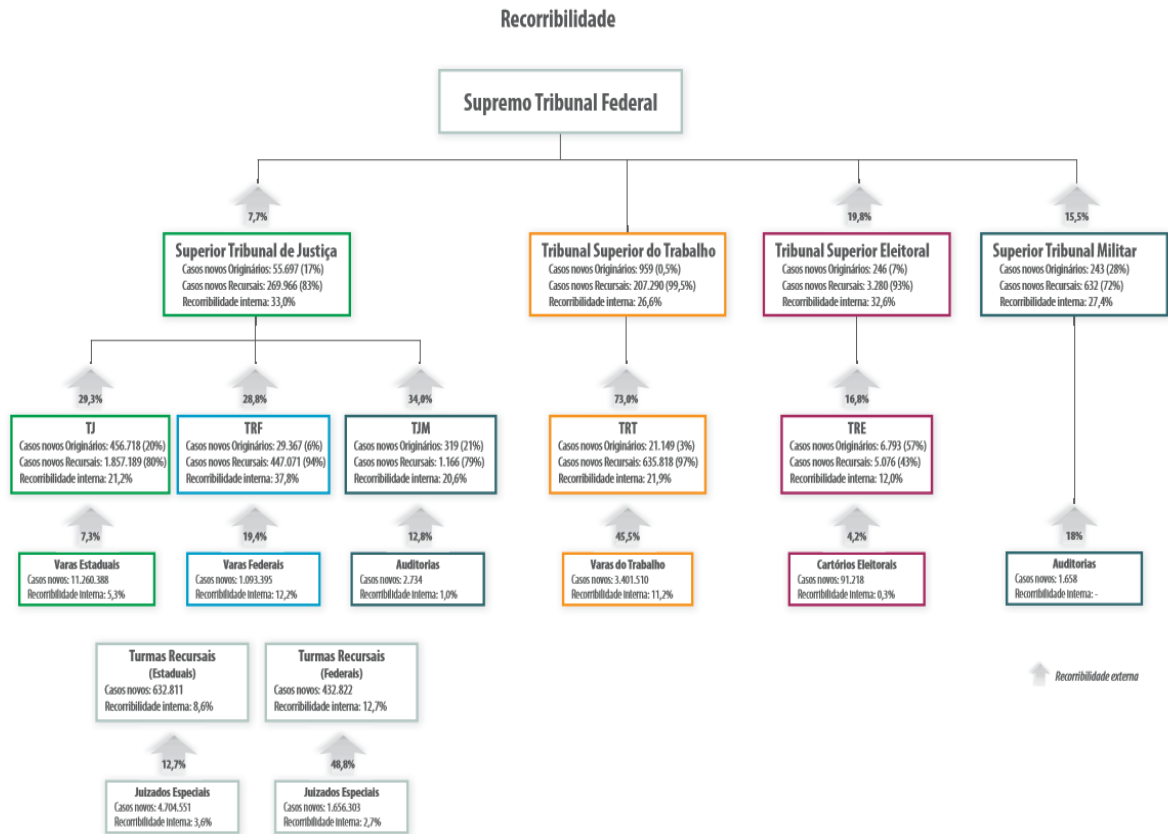 Recorribilidade
Supremo Tribunal Federal
7,7%
19,8%
15,5%
Superior Tribunal de Justiça
Casos novos Originários: 55.697 (17%)
Casos novos Recursais: 269.966 (83%)
Recorribilidade interna: 33,0%
Tribunal Superior do Trabalho
Casos novos Originários: 959 (0,5%)
Casos novos Recursais: 207.290 (99,5%)
Recorribilidade interna: 26,6%
Tribunal Superior Eleitoral
Casos novos Originários: 246 (7%)
Casos novos Recursais: 3.280 (93%)
Recorribilidade interna: 32,6%
Superior Tribunal Militar
Casos novos Originários: 243 (28%)
Casos novos Recursais: 632 (72%)
Recorribilidade interna: 27,4%
29,3%
28,8%
34,0%
73,0%
16,8%
TJ
Casos novos Originários: 456.718 (20%)
Casos novos Recursais: 1.857.189 (80%)
Recorribilidade interna: 21,2%
TRF
Casos novos Originários: 29.367 (6%)
Casos novos Recursais: 447.071 (94%)
Recorribilidade interna: 37,8%
TJM
Casos novos Originários: 319 (21%)
Casos novos Recursais: 1.166 (79%)
Recorribilidade interna: 20,6%
TRT
Casos novos Originários: 21.149 (3%)
Casos novos Recursais: 635.818 (97%)
Recorribilidade interna: 21,9%
TRE
Casos novos Originários: 6.793 (57%)
Casos novos Recursais: 5.076 (43%)
Recorribilidade interna: 12,0%
7,3%
19,4%
12,8%
45,5%
4,2%
18%
Varas Estaduais
Casos novos: 11.260.388
Recorribilidade interna: 5,3%
Varas Federais
Casos novos: 1.093.395
Recorribilidade interna: 12,2%
Auditorias
Casos novos: 2.734
Recorribilidade interna: 1,0%
Varas do Trabalho
Casos novos: 3.401.510
Recorribilidade interna: 11,2%
Cartórios Eleitorais
Casos novos: 91.218
Recorribilidade interna: 0,3%
Auditorias
Casos novos: 1.658
Recorribilidade interna: -
Turmas Recursais
(Estaduais)
Casos novos: 632.811
Recorribilidade interna: 8,6%
Turmas Recursais
(Federais)
Casos novos: 432.822
Recorribilidade interna: 12,7%
Recorribilidade externa
12,7%
48,8%
Juizados Especiais
Casos novos: 4.704.551
Recorribilidade interna: 3,6%
Juizados Especiais
Casos novos: 1.656.303
Recorribilidade interna: 2,7%